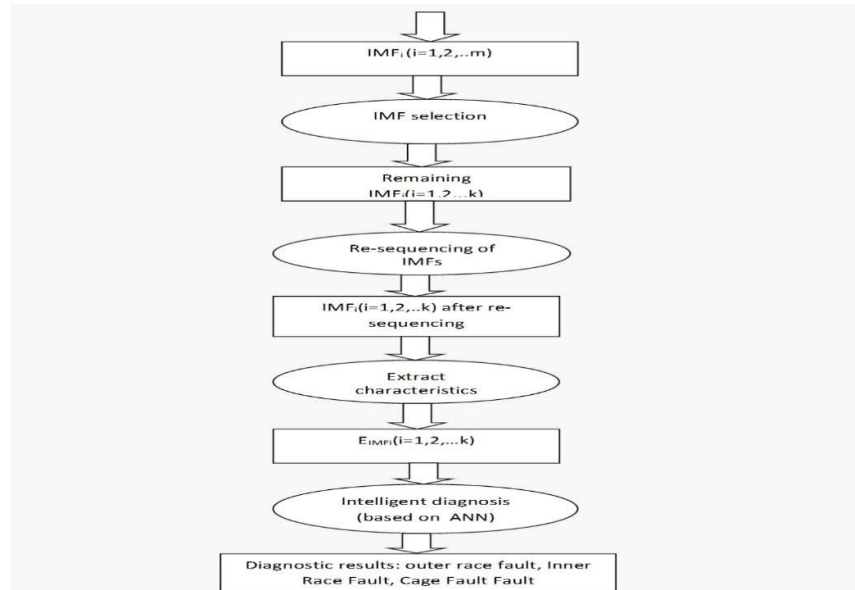 IMFᵢ(i=1,2,..m)
IMF selection
Remaining
IMFᵢ(i=1,2...k)
Re-sequencing of
IMFs
IMFᵢ(i=1,2,..k) after re-
sequencing
Extract
characteristics
E_IMFi(i=1,2,...k)
Intelligent diagnosis
(based on ANN)
Diagnostic results: outer race fault, Inner
Race Fault, Cage Fault Fault